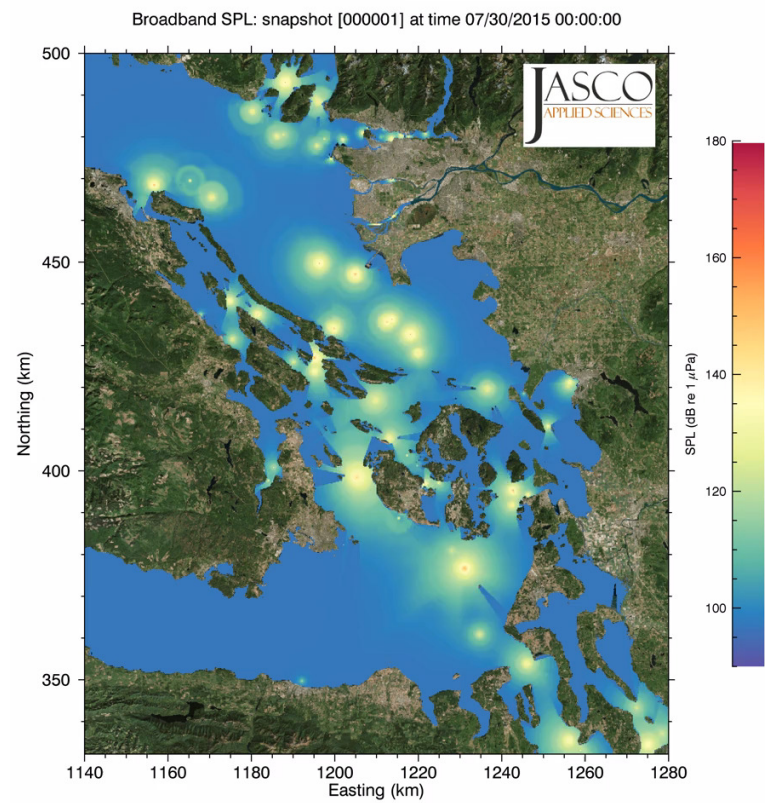 Broadband SPL: snapshot [000001] at time 07/30/2015 00:00:00
500
450
400
350
Northing (km)
1140
1160
1180
1200
1220
1240
1260
1280
Easting (km)
JASCO
APPLIED SCIENCES
180
160
140
120
100
SPL (dB re 1 µPa)